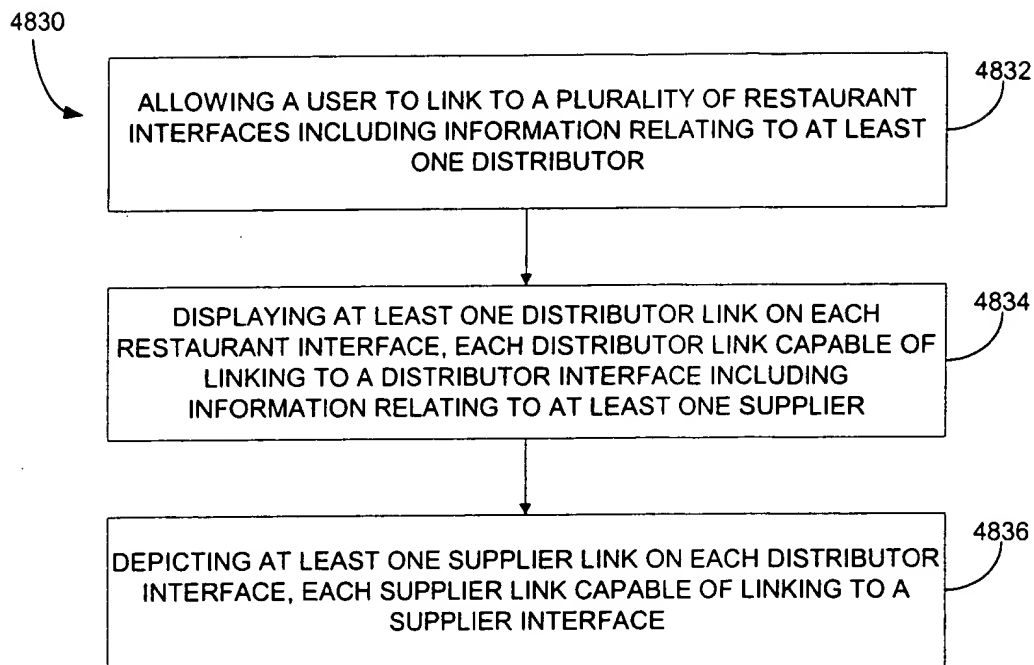 4830
4832
ALLOWING A USER TO LINK TO A PLURALITY OF RESTAURANT
INTERFACES INCLUDING INFORMATION RELATING TO AT LEAST
ONE DISTRIBUTOR
4834
DISPLAYING AT LEAST ONE DISTRIBUTOR LINK ON EACH
RESTAURANT INTERFACE, EACH DISTRIBUTOR LINK CAPABLE OF
LINKING TO A DISTRIBUTOR INTERFACE INCLUDING
INFORMATION RELATING TO AT LEAST ONE SUPPLIER
4836
DEPICTING AT LEAST ONE SUPPLIER LINK ON EACH DISTRIBUTOR
INTERFACE, EACH SUPPLIER LINK CAPABLE OF LINKING TO A
SUPPLIER INTERFACE